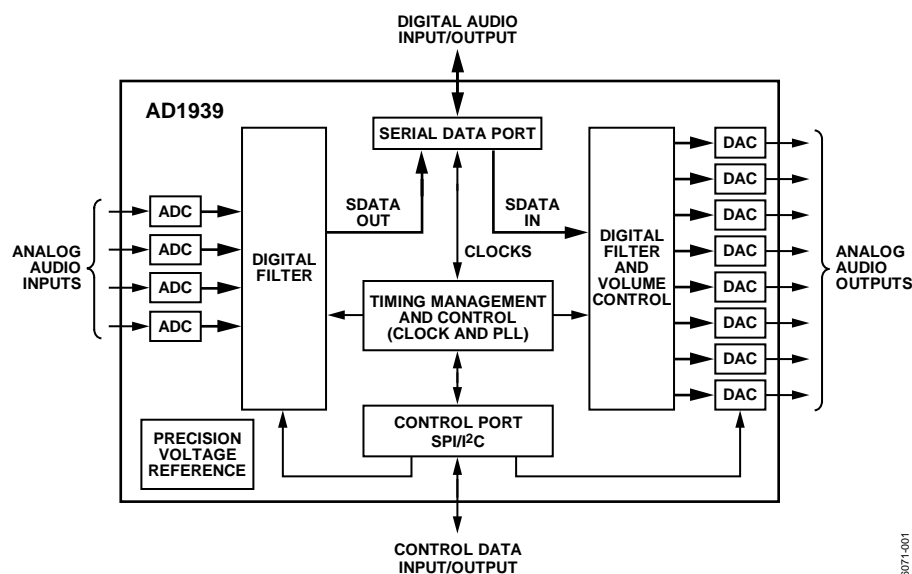 DIGITAL AUDIO
INPUT/OUTPUT
AD1939
SERIAL DATA PORT
SDATA
OUT
SDATA
IN
CLOCKS
ANALOG
AUDIO
INPUTS
ADC
ADC
ADC
ADC
DIGITAL
FILTER
TIMING MANAGEMENT
AND CONTROL
(CLOCK AND PLL)
DIGITAL
FILTER
AND
VOLUME
CONTROL
DAC
DAC
DAC
DAC
DAC
DAC
DAC
DAC
ANALOG
AUDIO
OUTPUTS
PRECISION
VOLTAGE
REFERENCE
CONTROL PORT
SPI/I²C
CONTROL DATA
INPUT/OUTPUT